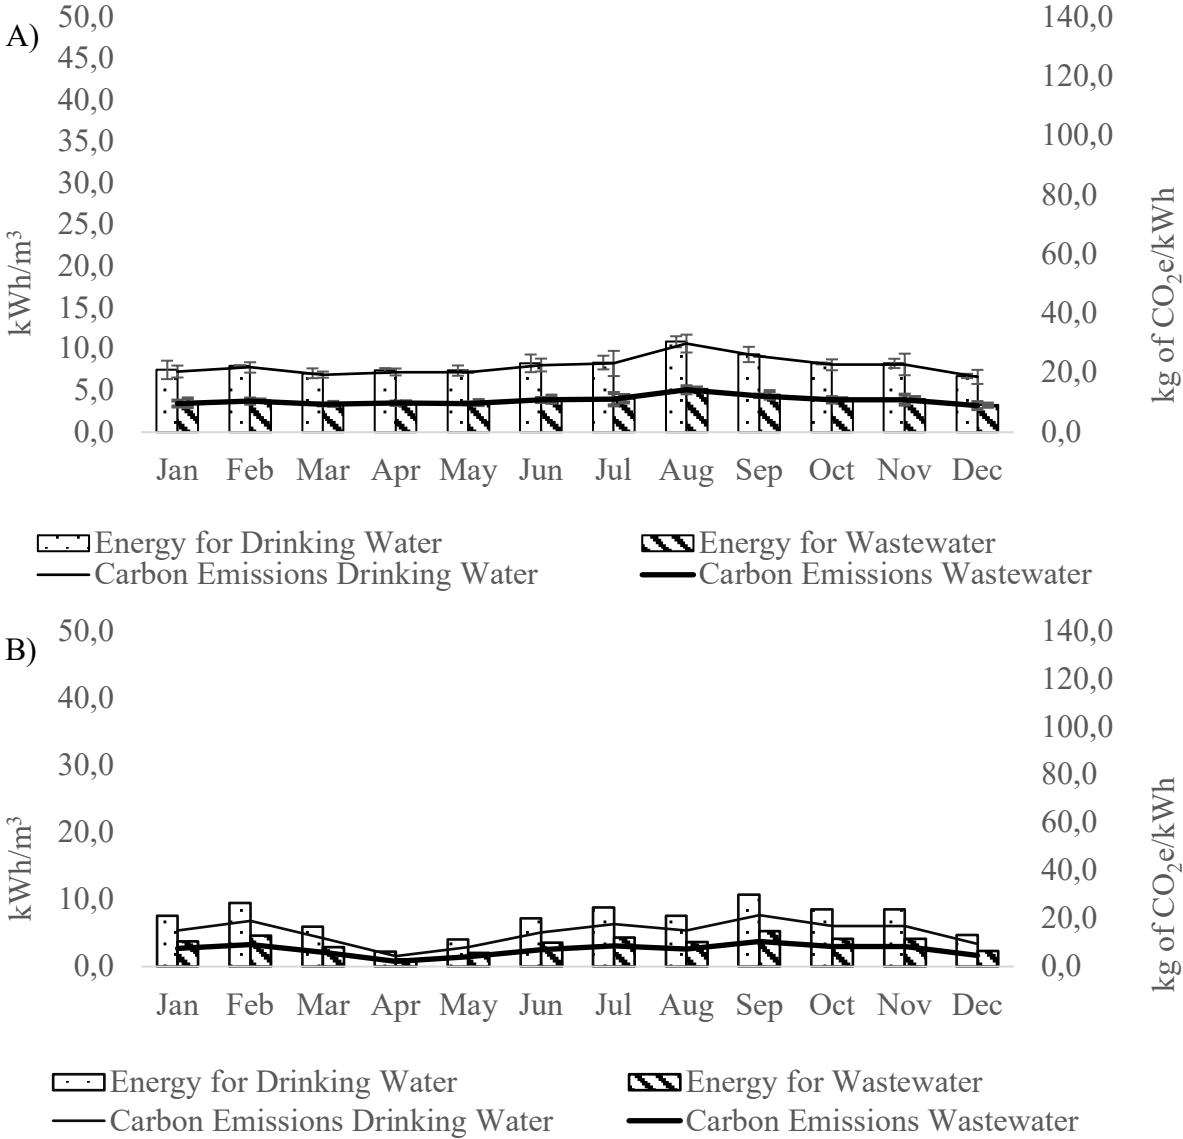 A)
50,0
45,0
40,0
35,0
30,0
25,0
20,0
15,0
10,0
5,0
0,0
kWh/m³
140,0
120,0
100,0
80,0
60,0
40,0
20,0
0,0
kg of CO₂e/kWh
Jan Feb Mar Apr May Jun Jul Aug Sep Oct Nov Dec
Energy for Drinking Water Energy for Wastewater
Carbon Emissions Drinking Water Carbon Emissions Wastewater
B)
50,0
40,0
30,0
20,0
10,0
0,0
kWh/m³
140,0
120,0
100,0
80,0
60,0
40,0
20,0
0,0
kg of CO₂e/kWh
Jan Feb Mar Apr May Jun Jul Aug Sep Oct Nov Dec
Energy for Drinking Water Energy for Wastewater
Carbon Emissions Drinking Water Carbon Emissions Wastewater